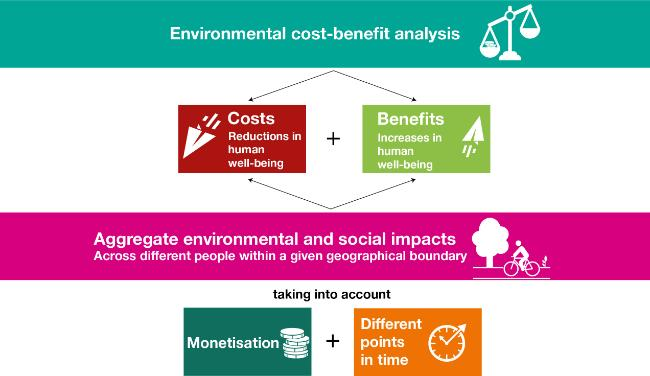 Environmental cost-benefit analysis
Costs
Reductions in
human
well-being
+
Benefits
Increases in
human
well-being
Aggregate environmental and social impacts
Across different people within a given geographical boundary
taking into account
Monetisation
+
Different
points
in time